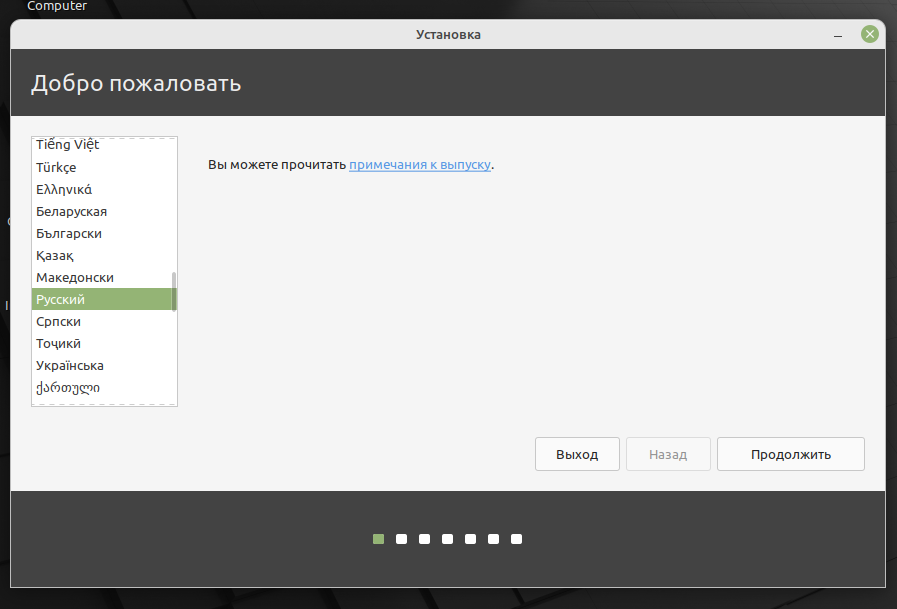 Computer
Установка
Добро пожаловать
Tiếng Việt
Türkçe
Ελληνικά
Беларуская
Български
Қазақ
Македонски
Русский
Српски
Тоҷикӣ
Українська
ქართული
Вы можете прочитать примечания к выпуску.
Выход
Назад
Продолжить